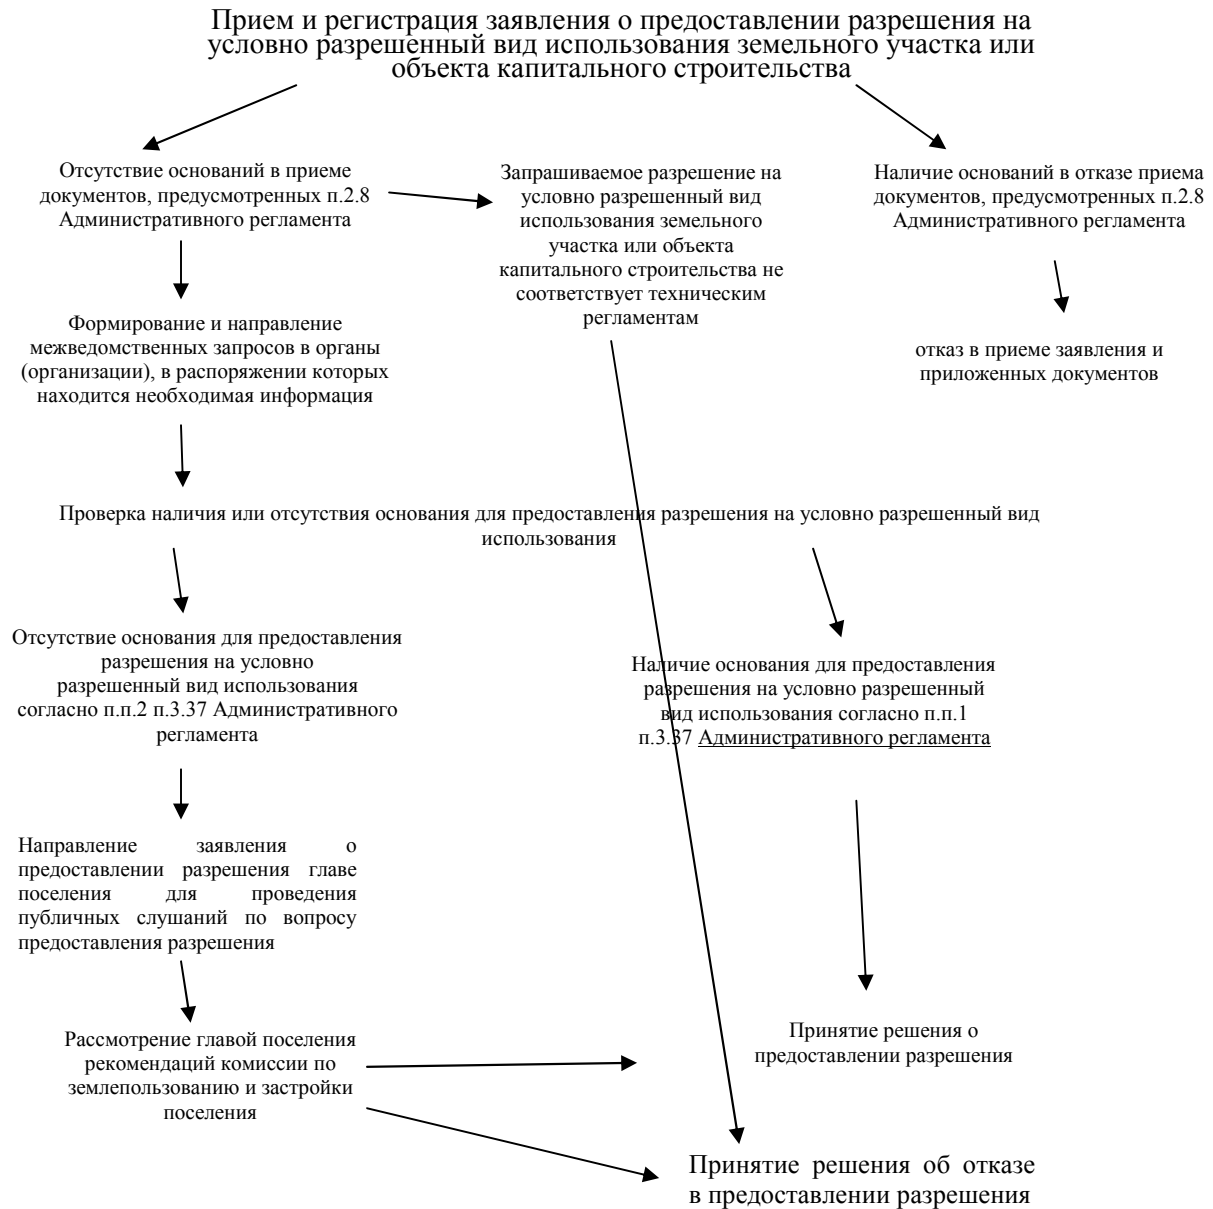 Прием и регистрация заявления о предоставлении разрешения на
условно разрешенный вид использования земельного участка или
объекта капитального строительства
Отсутствие оснований в приеме
документов, предусмотренных п.2.8
Административного регламента
Запрашиваемое разрешение на
условно разрешенный вид
использования земельного
участка или объекта
капитального строительства не
соответствует техническим
регламентам
Наличие оснований в отказе приема
документов, предусмотренных п.2.8
Административного регламента
Формирование и направление
межведомственных запросов в органы
(организации), в распоряжении которых
находится необходимая информация
отказ в приеме заявления и
приложенных документов
Проверка наличия или отсутствия основания для предоставления разрешения на условно разрешенный вид
использования
Отсутствие основания для предоставления
разрешения на условно
разрешенный вид использования
согласно п.п.2 п.3.37 Административного
регламента
Наличие основания для предоставления
разрешения на условно разрешенный
вид использования согласно п.п.1
п.3.37 Административного регламента
Направление заявления о
предоставлении разрешения главе
поселения для проведения
публичных слушаний по вопросу
предоставления разрешения
Рассмотрение главой поселения
рекомендаций комиссии по
землепользованию и застройки
поселения
Принятие решения о
предоставлении разрешения
Принятие решения об отказе
в предоставлении разрешения